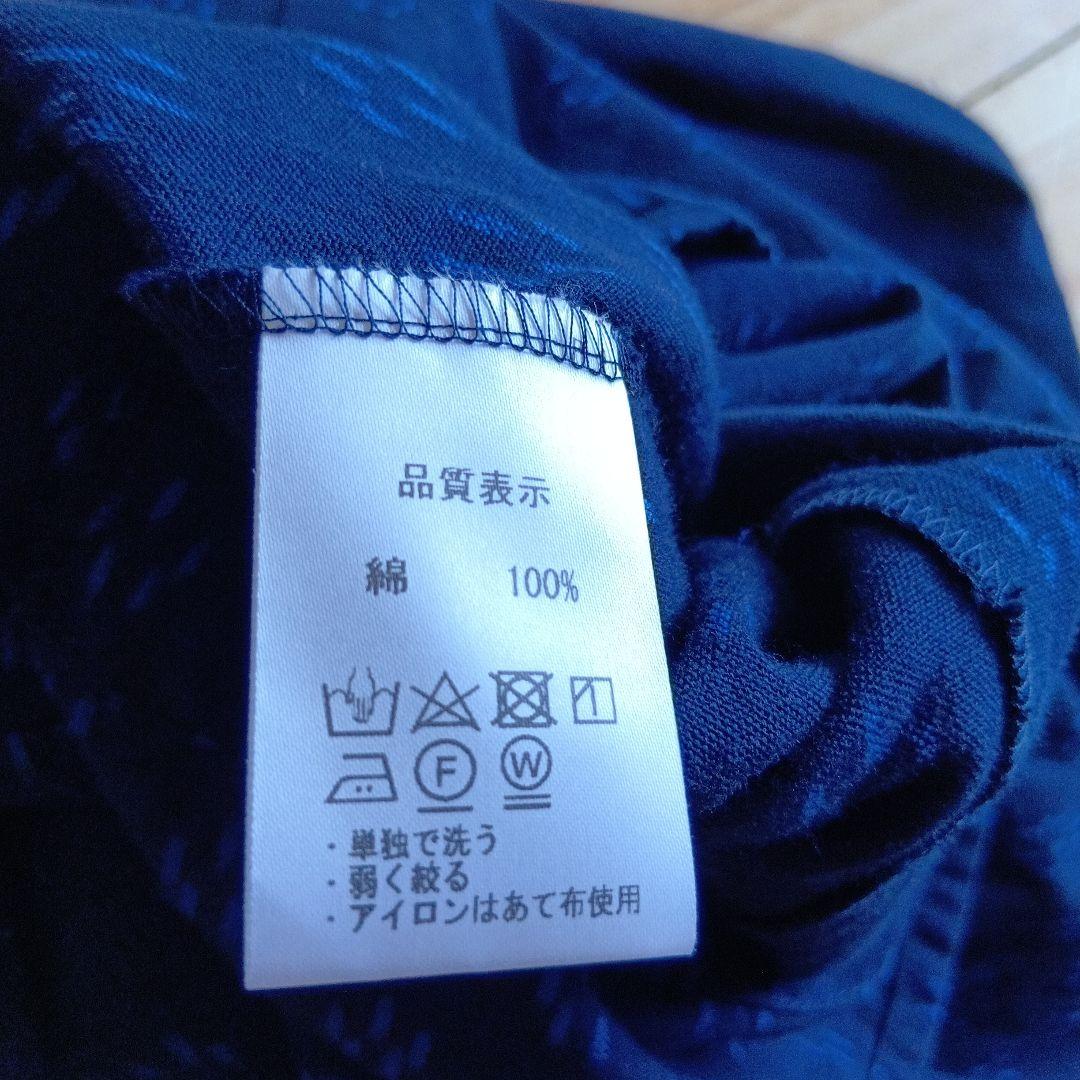 品質表示
綿 100%
F W
・単独で洗う
・弱く絞る
・アイロンはあて布使用